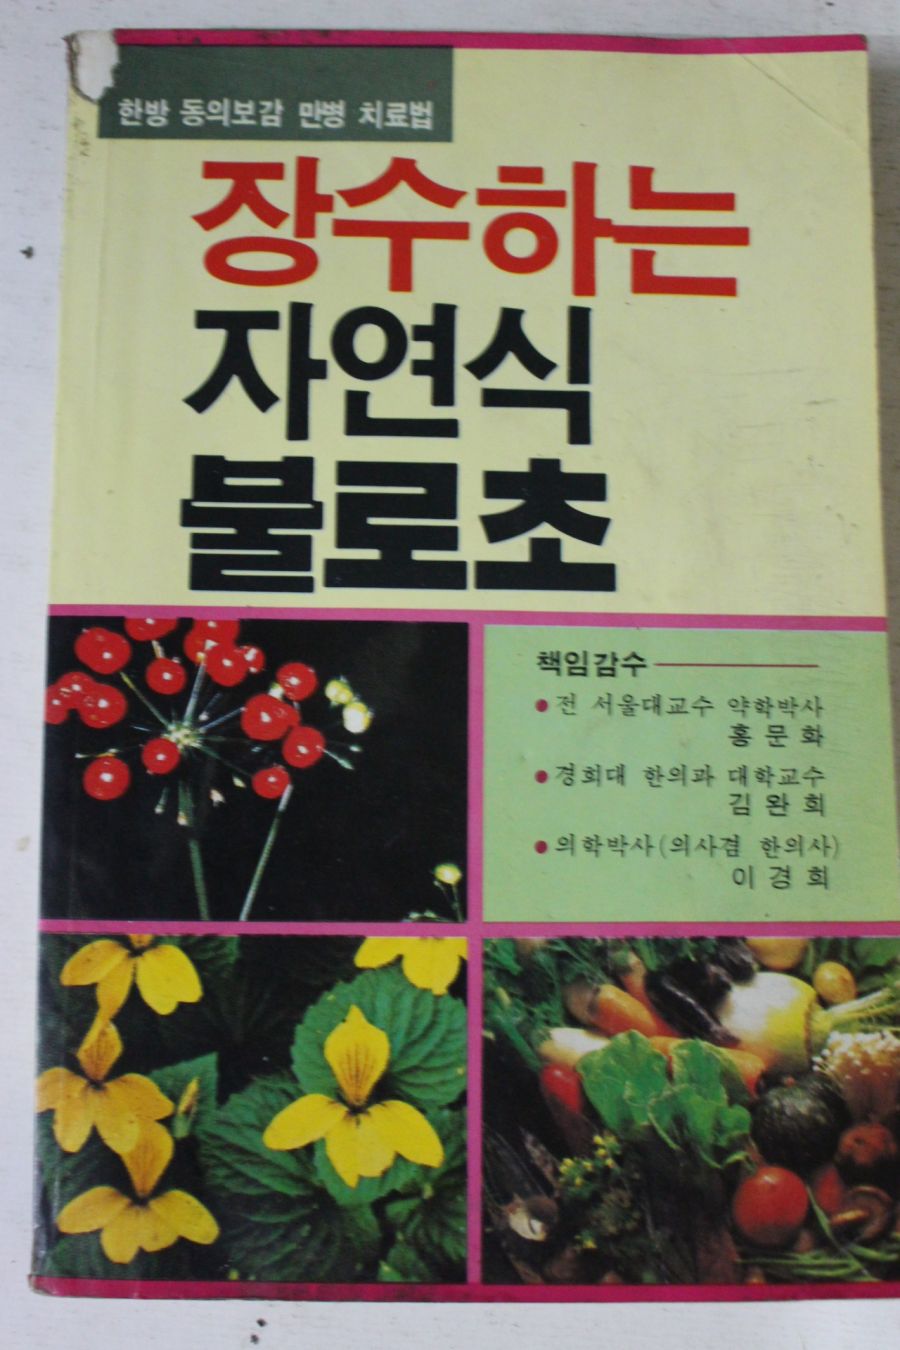 한방 동의보감 만병 치료법
장수하는
자연식
불로초
책임감수
● 전 서울대교수 약학박사
홍문화
● 경희대 한의과 대학교수
김완희
● 의학박사(의사겸 한의사)
이경희